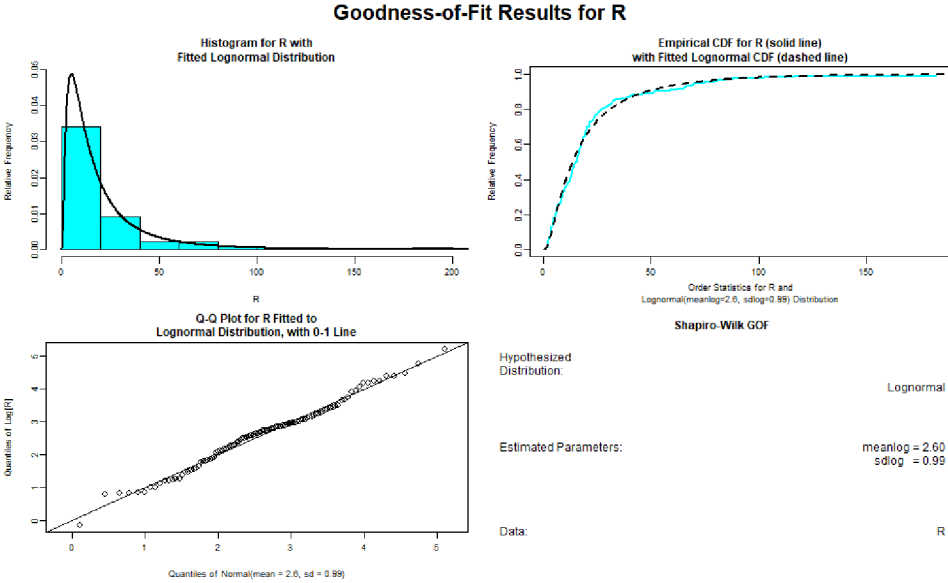 Goodness-of-Fit Results for R
Histogram for R with
Fitted Lognormal Distribution
Relative Frequency
0.00
0.01
0.02
0.03
0.04
0.05
0
50
100
150
200
R
Empirical CDF for R (solid line)
with Fitted Lognormal CDF (dashed line)
Relative Frequency
0.0
0.2
0.4
0.6
0.8
1.0
0
50
100
150
Order Statistics for R and
Lognormal(meanlog=2.6, sdlog=0.99) Distribution
Q-Q Plot for R Fitted to
Lognormal Distribution, with 0-1 Line
Quantiles of Log[R]
0
1
2
3
4
5
0
1
2
3
4
5
Quantiles of Normal(mean = 2.6, sd = 0.99)
Shapiro-Wilk GOF
Hypothesized
Distribution:
Lognormal
Estimated Parameters:
meanlog = 2.60
sdlog = 0.99
Data:
R